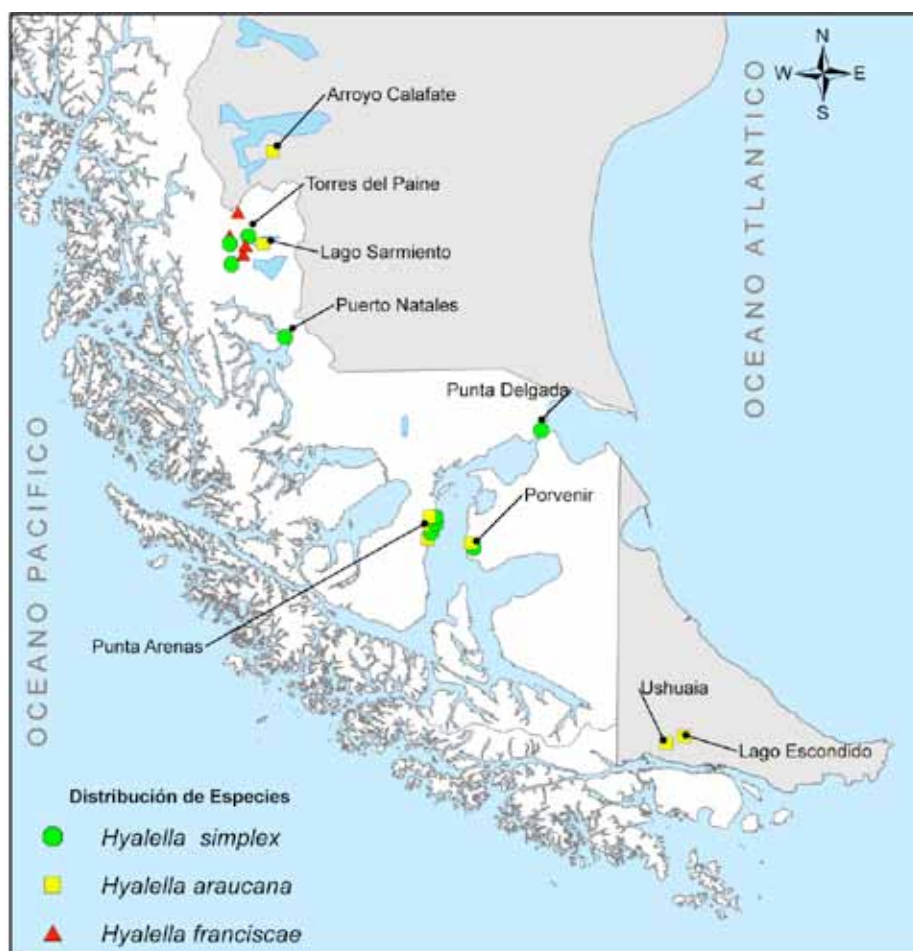 N
W E
S
OCEANO ATLANTICO
Arroyo Calafate
Torres del Paine
Lago Sarmiento
Puerto Natales
Punta Delgada
Porvenir
OCEANO PACIFICO
Punta Arenas
Ushuaia
Lago Escondido
Distribución de Especies
Hyalella simplex
Hyalella araucana
Hyalella franciscae